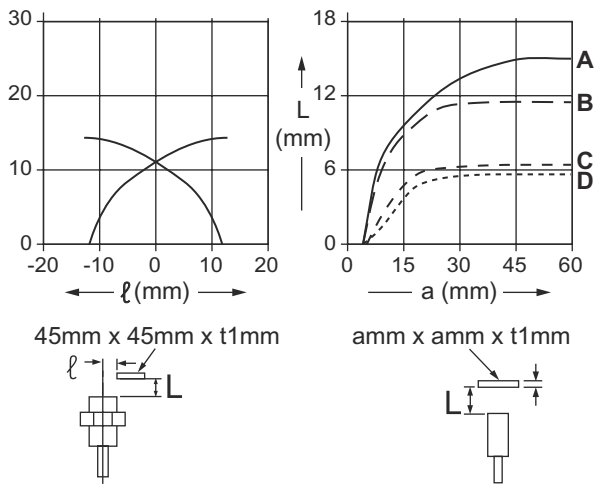 30
20
10
0
-20 -10 0 10 20
ℓ (mm)
L
(mm)
18
12
6
0
A
B
C
D
0 15 30 45 60
a (mm)
45mm x 45mm x t1mm
ℓ
L
amm x amm x t1mm
L